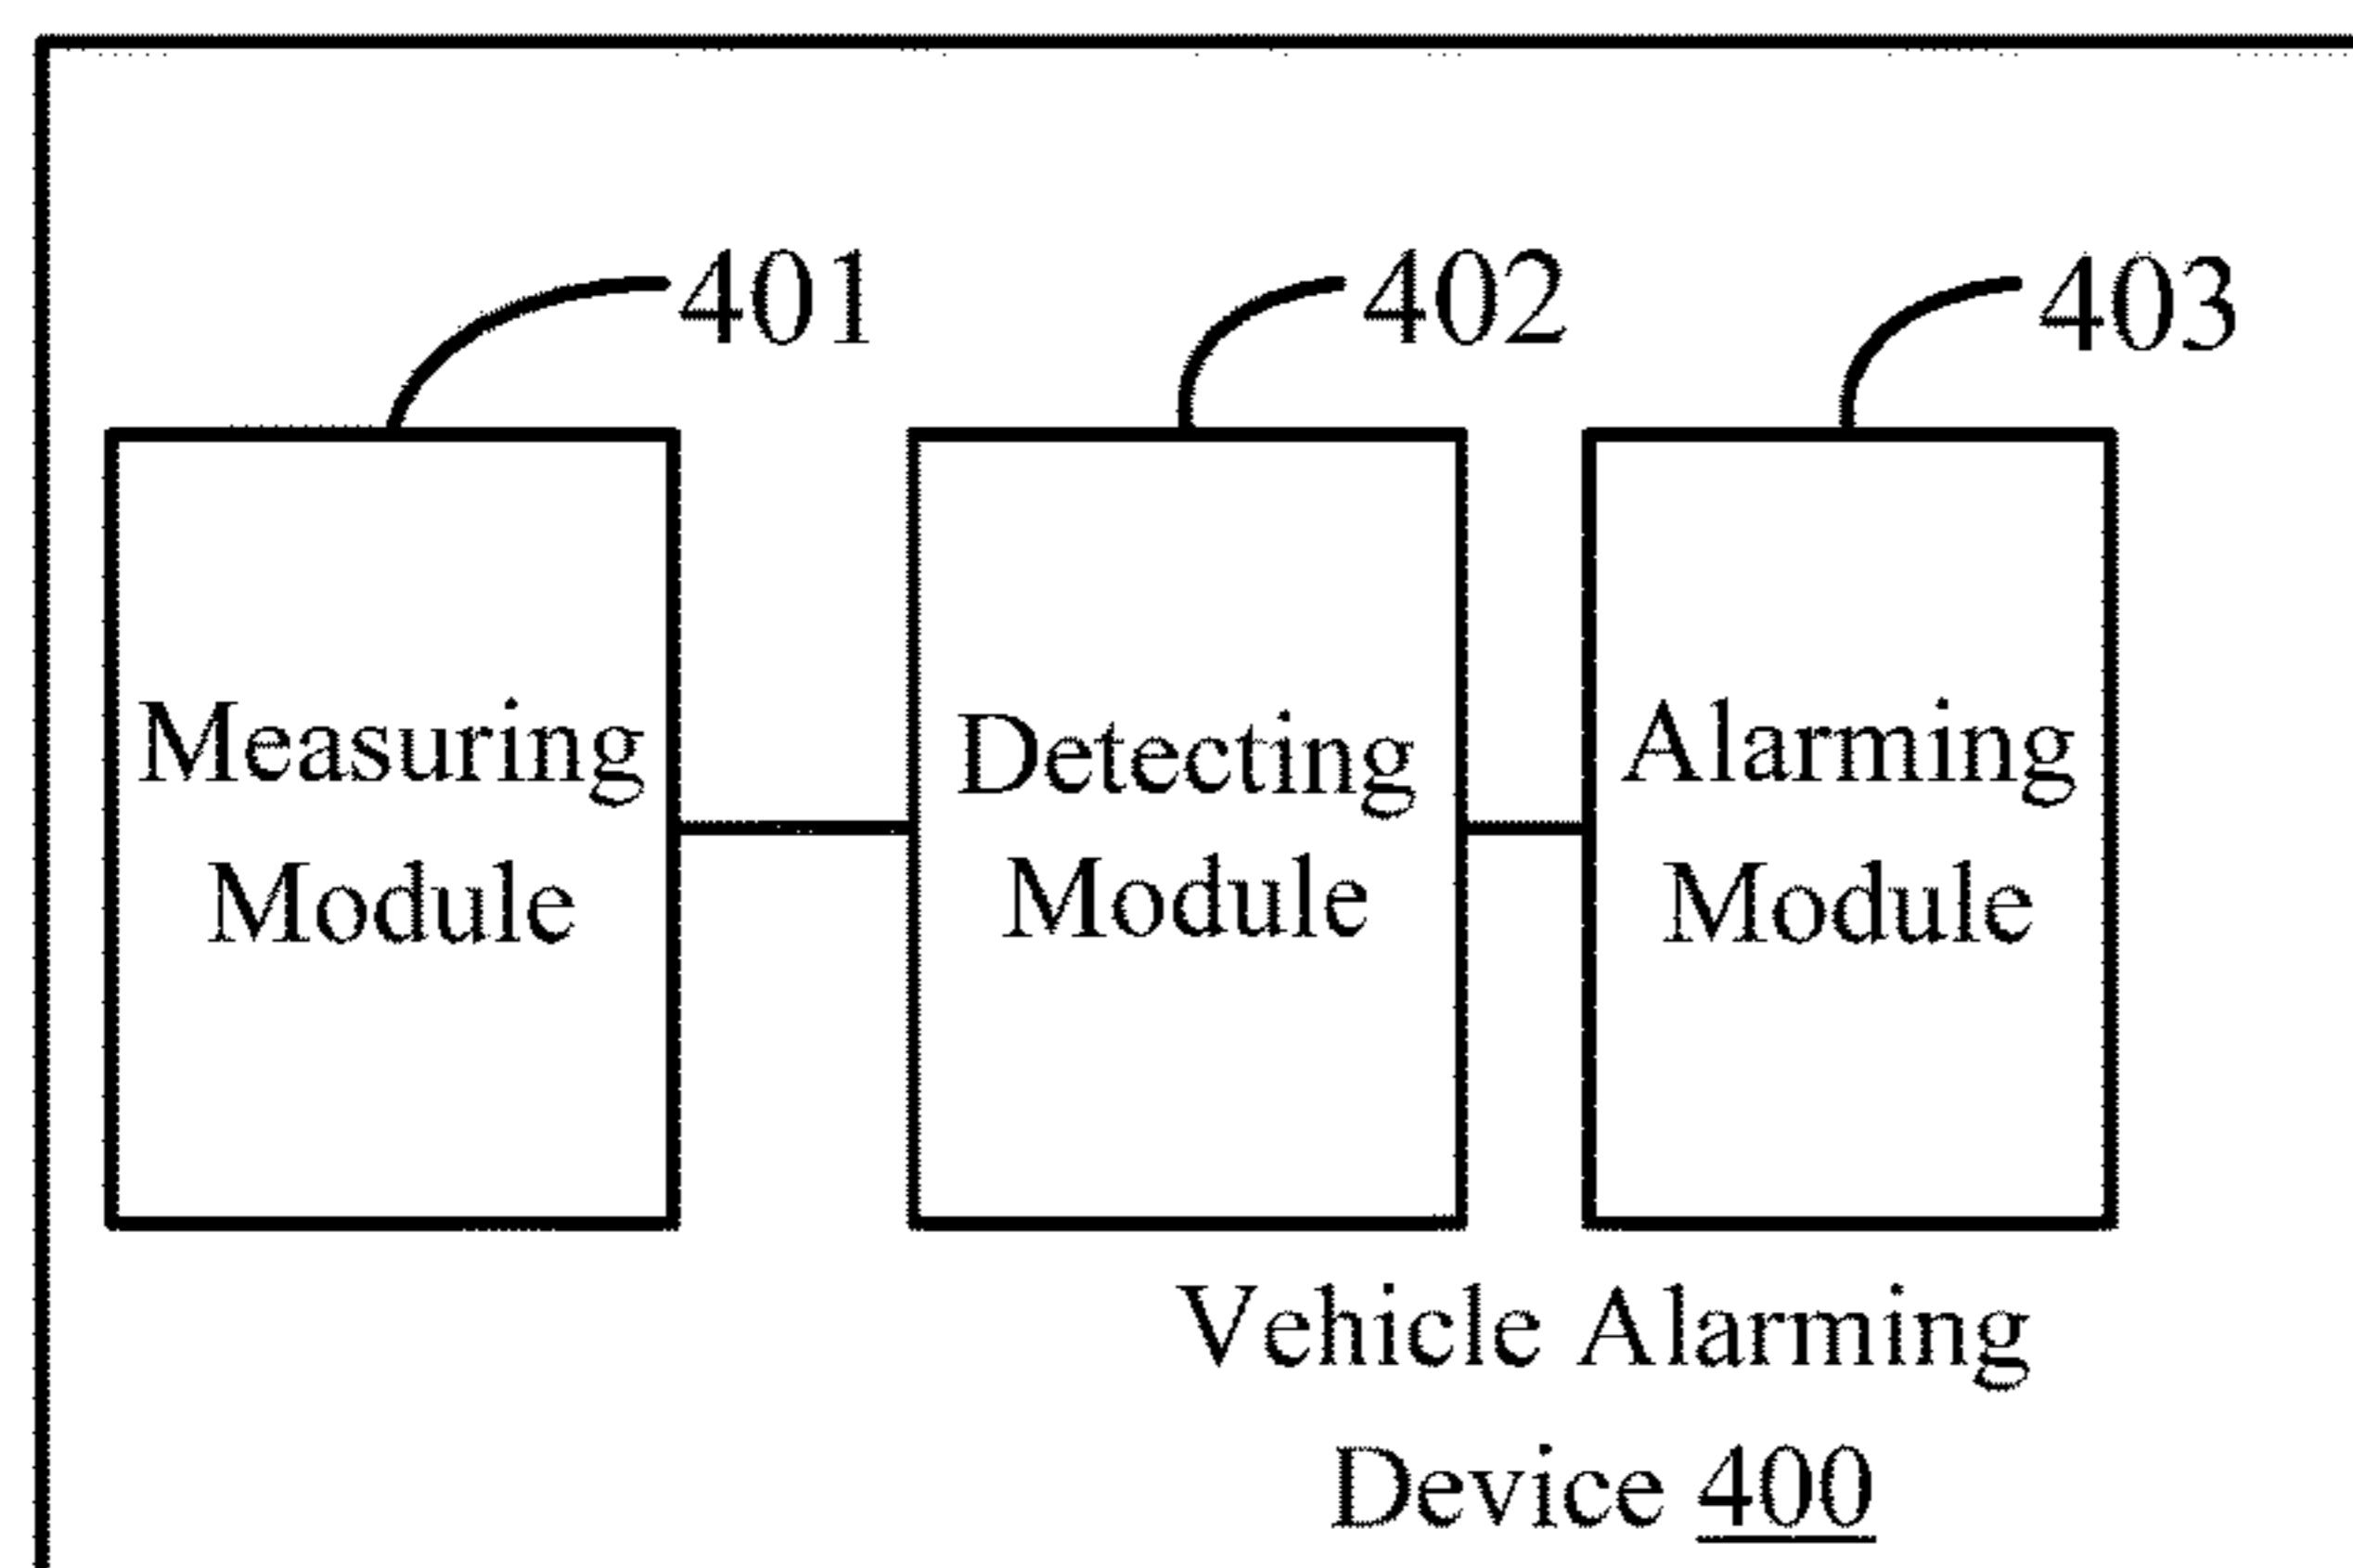 401
402
403
Measuring
Module
Detecting
Module
Alarming
Module
Vehicle Alarming
Device 400